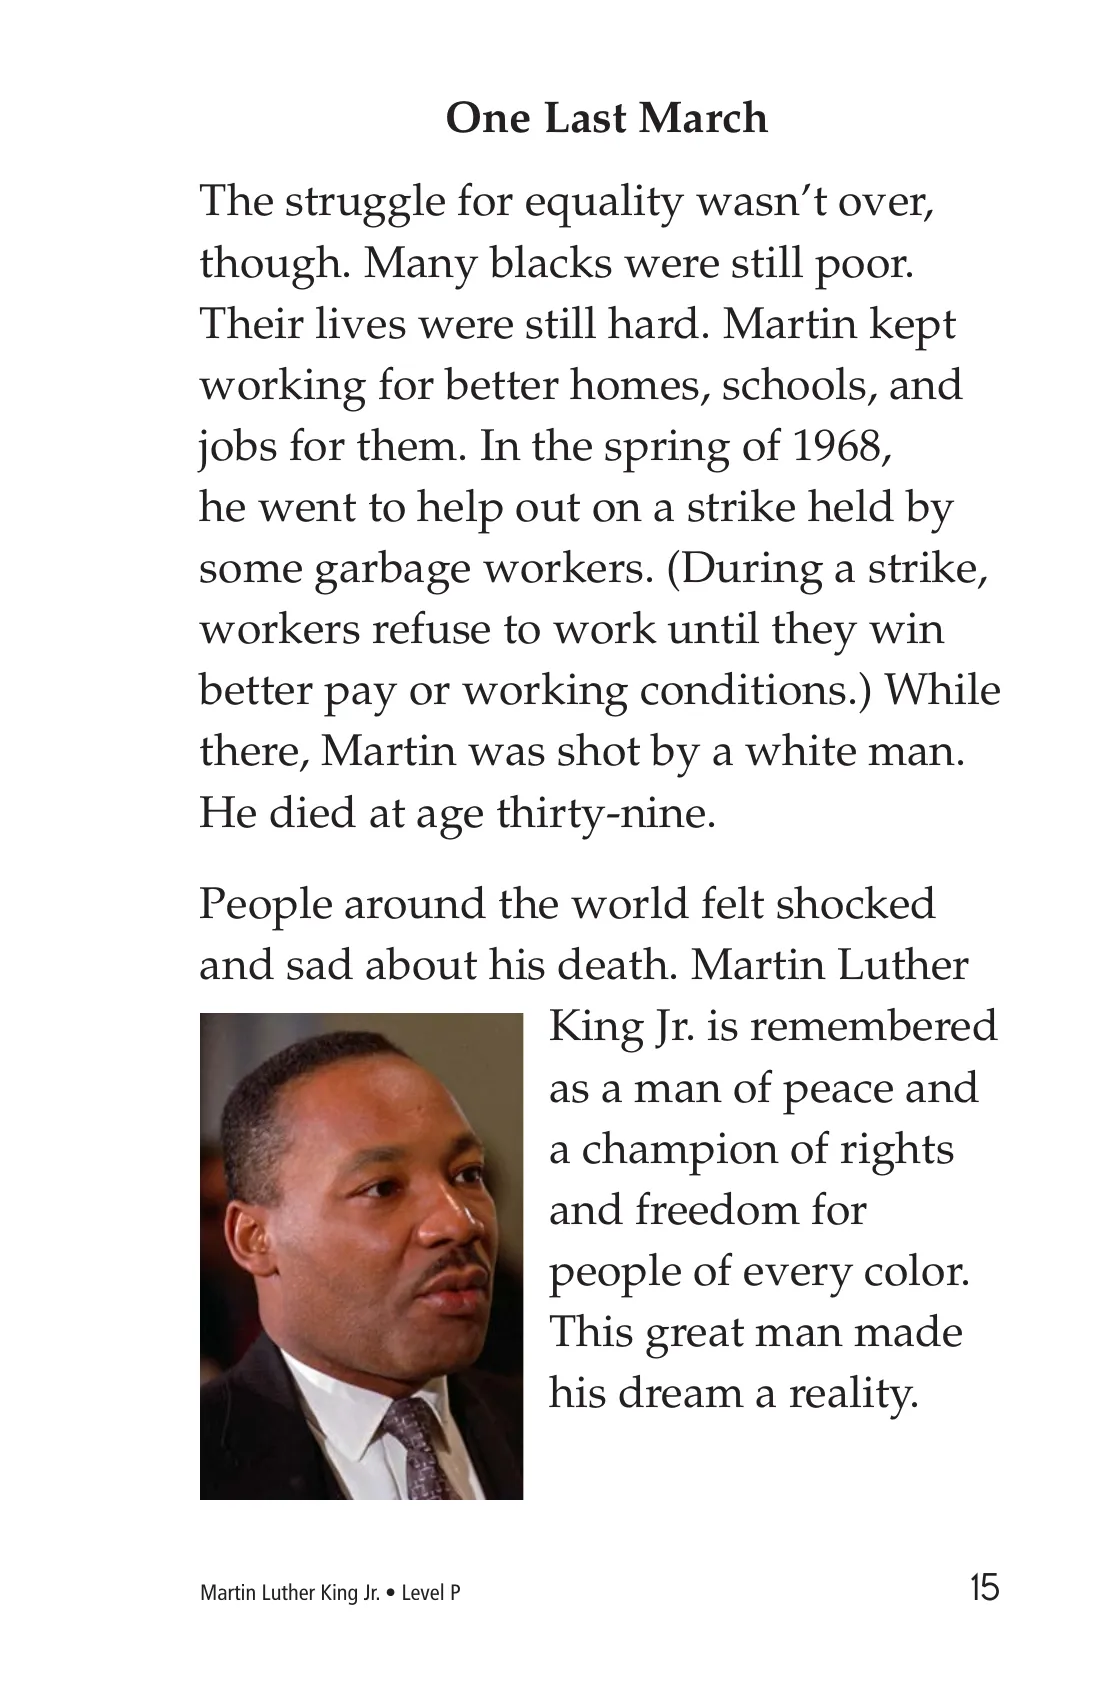 One Last March
The struggle for equality wasn’t over,
though. Many blacks were still poor.
Their lives were still hard. Martin kept
working for better homes, schools, and
jobs for them. In the spring of 1968,
he went to help out on a strike held by
some garbage workers. (During a strike,
workers refuse to work until they win
better pay or working conditions.) While
there, Martin was shot by a white man.
He died at age thirty-nine.
People around the world felt shocked
and sad about his death. Martin Luther
King Jr. is remembered
as a man of peace and
a champion of rights
and freedom for
people of every color.
This great man made
his dream a reality.
Martin Luther King Jr. • Level P
15